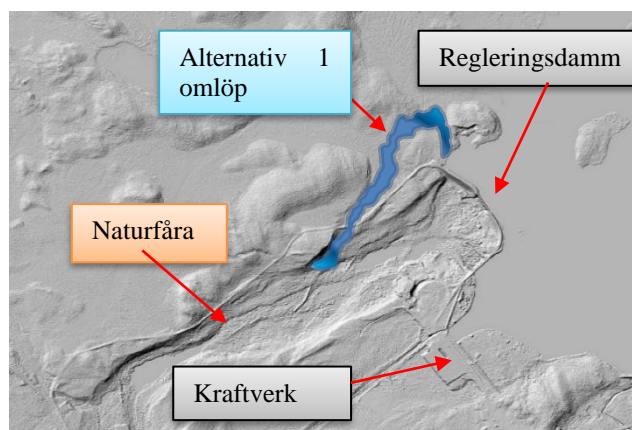 Alternativ 1
omlöp
Regleringsdamm
Naturfåra
Kraftverk